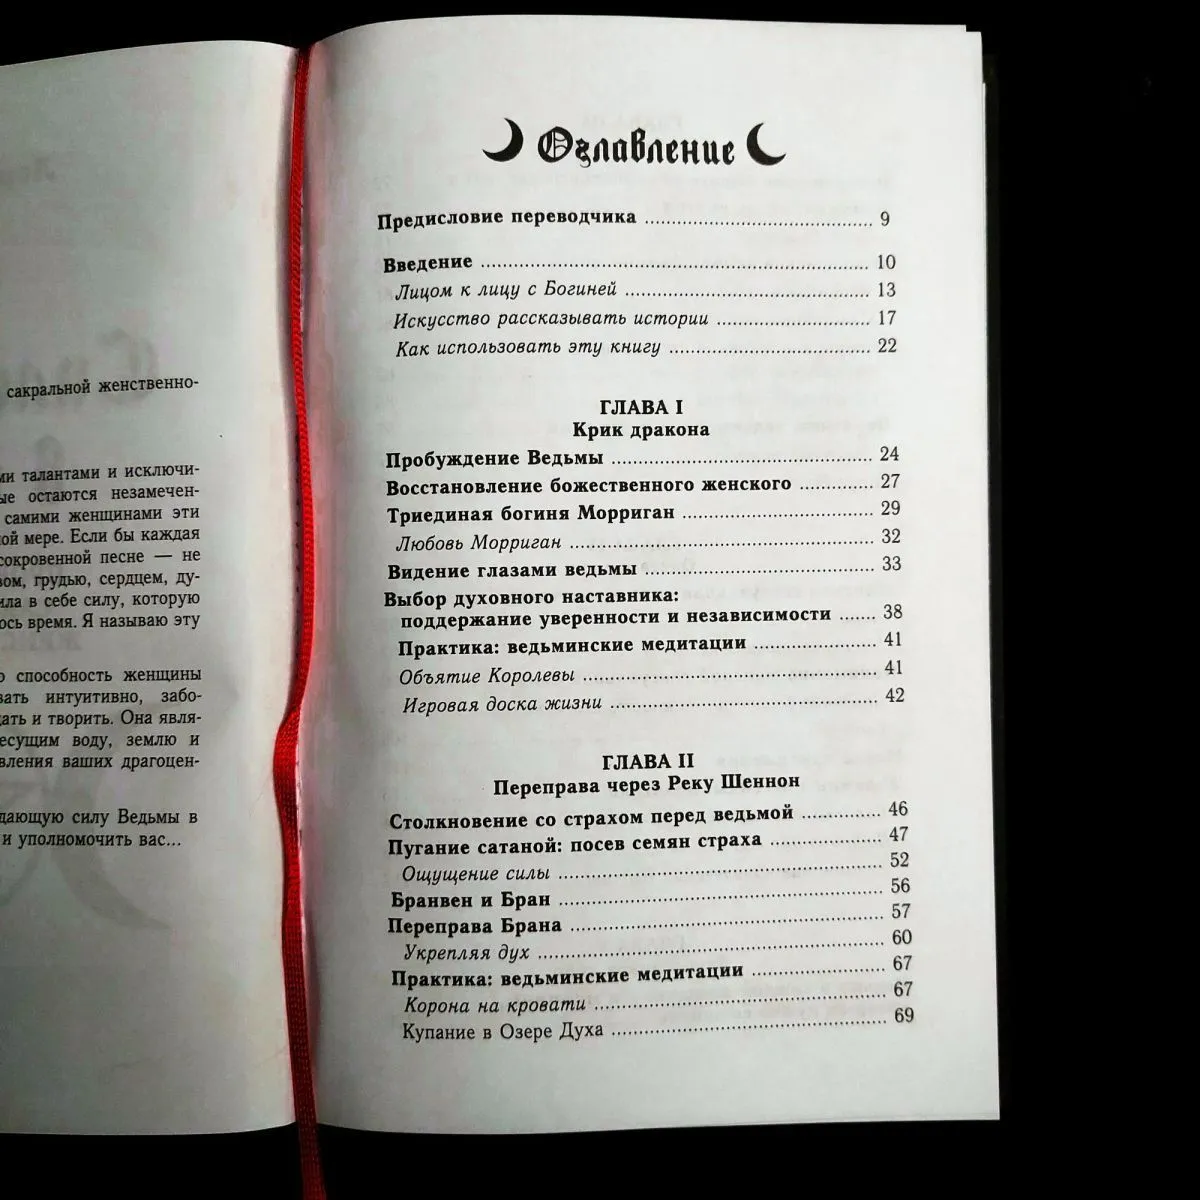 сакральной женственно-
ми талантами и исключи-
ые остаются незамечен-
самими женщинами эти
ой мере. Если бы каждая
сокровенной песне — не
вом, грудью, сердцем, ду-
ила в себе силу, которую
ось время. Я называю эту
о способность женщины
вать интуитивно, забо-
дать и творить. Она явля-
есущим воду, землю и
вления ваших драгоцен-
дающую силу Ведьмы в
и уполномочить вас...
Оглавление
Предисловие переводчика 9
Введение 10
Лицом к лицу с Богиней 13
Искусство рассказывать истории 17
Как использовать эту книгу 22
ГЛАВА I
Крик дракона
Пробуждение Ведьмы 24
Восстановление божественного женского 27
Триединая богиня Морриган 29
Любовь Морриган 32
Видение глазами ведьмы 33
Выбор духовного наставника:
поддержание уверенности и независимости 38
Практика: ведьминские медитации 41
Объятие Королевы 41
Игровая доска жизни 42
ГЛАВА II
Переправа через Реку Шеннон
Столкновение со страхом перед ведьмой 46
Пугание сатаной: посев семян страха 47
Ощущение силы 52
Бранвен и Бран 56
Переправа Брана 57
Укрепляя дух 60
Практика: ведьминские медитации 67
Корона на кровати 67
Купание в Озере Духа 69